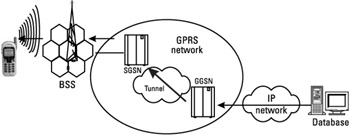 GPRS
network
SGSN
BSS
GGSN
Tunnel
IP
network
Database